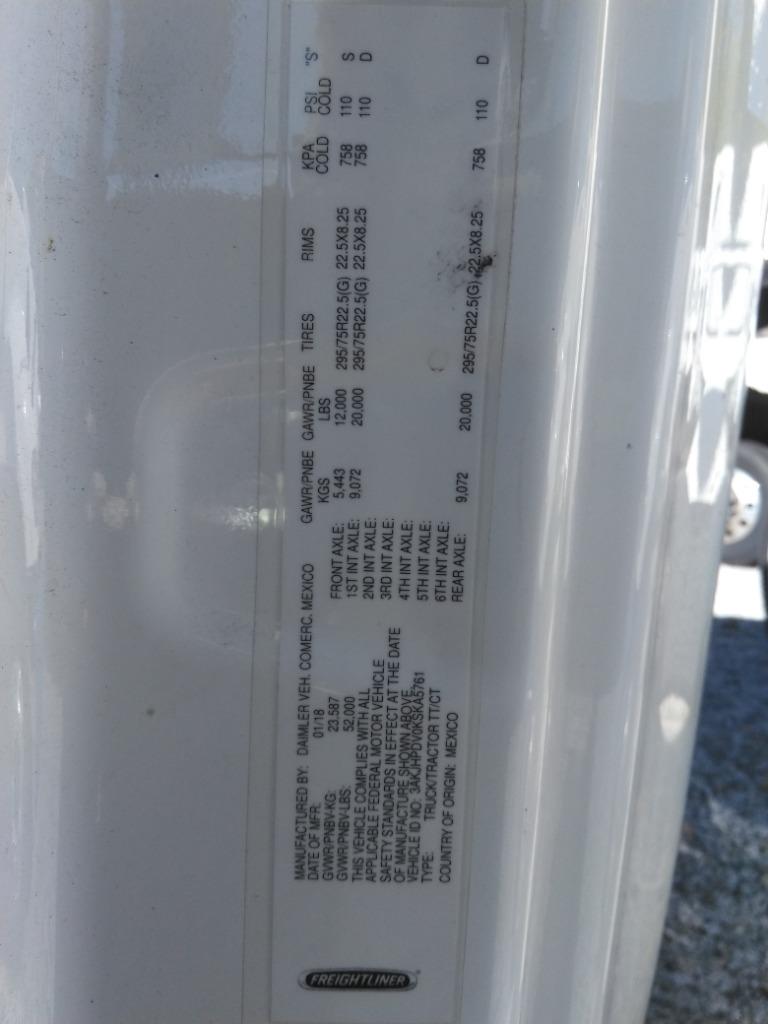 FREIGHTLINER
MANUFACTURED BY: DAIMLER VEH. COMERC. MEXICO
DATE OF MFR: 01/18
GVWR/PNBV-KG: 23.587
GVWR/PNBV-LBS: 52,000
THIS VEHICLE COMPLIES WITH ALL
APPLICABLE FEDERAL MOTOR VEHICLE
SAFETY STANDARDS IN EFFECT AT THE DATE
OF MANUFACTURE SHOWN ABOVE
VEHICLE ID NO: 3AKJHPDV0KSKA5761
TYPE: TRUCK/TRACTOR TT/CT
COUNTRY OF ORIGIN: MEXICO
GAWR/PNBE GAWR/PNBE TIRES RIMS KPA PSI "S"
KGS LBS COLD COLD
FRONT AXLE: 5,443 12,000 295/75R22.5(G) 22.5X8.25 758 110 S
1ST INT AXLE: 9,072 20,000 295/75R22.5(G) 22.5X8.25 758 110 D
2ND INT AXLE:
3RD INT AXLE:
4TH INT AXLE:
5TH INT AXLE:
6TH INT AXLE:
REAR AXLE: 9,072 20,000 295/75R22.5(G) 22.5X8.25 758 110 D